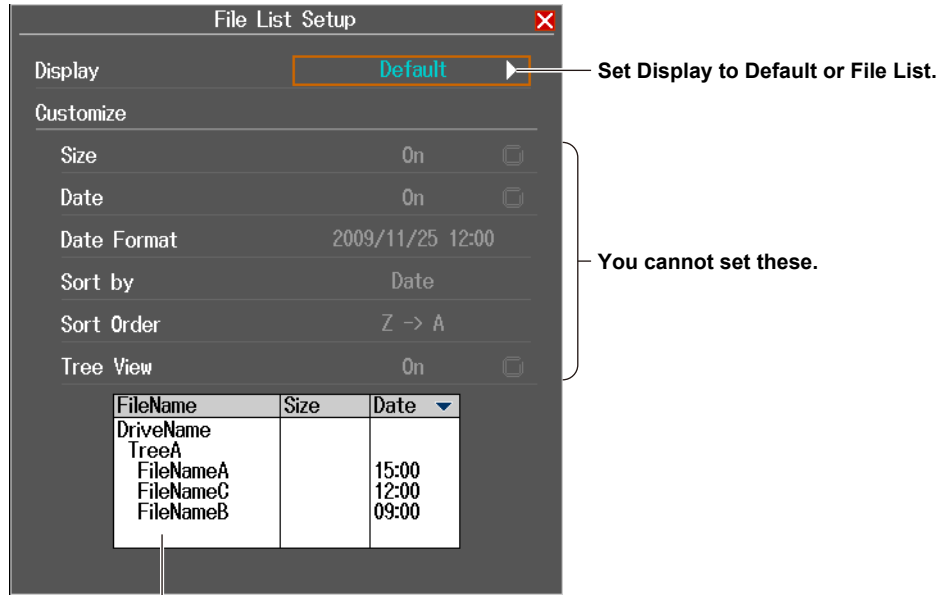 File List Setup
Display Default Set Display to Default or File List.
Customize
Size On
Date On
Date Format 2009/11/25 12:00
You cannot set these.
Sort by Date
Sort Order Z -> A
Tree View On
FileName Size Date
DriveName
TreeA
FileNameA 15:00
FileNameC 12:00
FileNameB 09:00